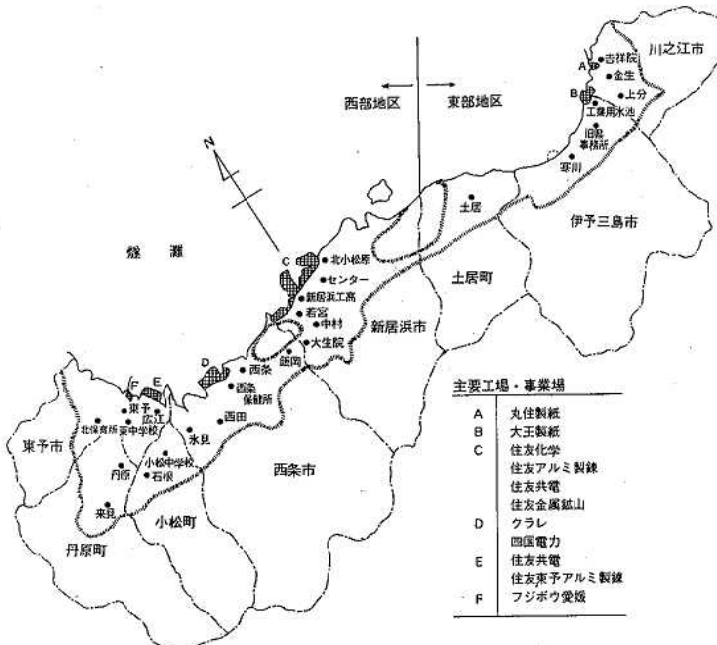 川之江市
A
吉祥院
金生
B
上分
工業用水池
旧県
事務所
寒川
西部地区
東部地区
N
土居
伊予三島市
燧 灘
C
北小松原
センター
新居浜工高
若宮
中村
大生院
土居町
新居浜市
飯岡
D
西条
西条
保健所
F
E
東予
広江
北保育所
東中学校
西田
氷見
小松中学校
石根
丹原
来見
東予市
西条市
小松町
丹原町
主要工場・事業場
A 丸住製紙
B 大王製紙
C 住友化学
住友アルミ製錬
住友共電
住友金属鉱山
D クラレ
四国電力
E 住友共電
住友東予アルミ製錬
F フジボウ愛媛